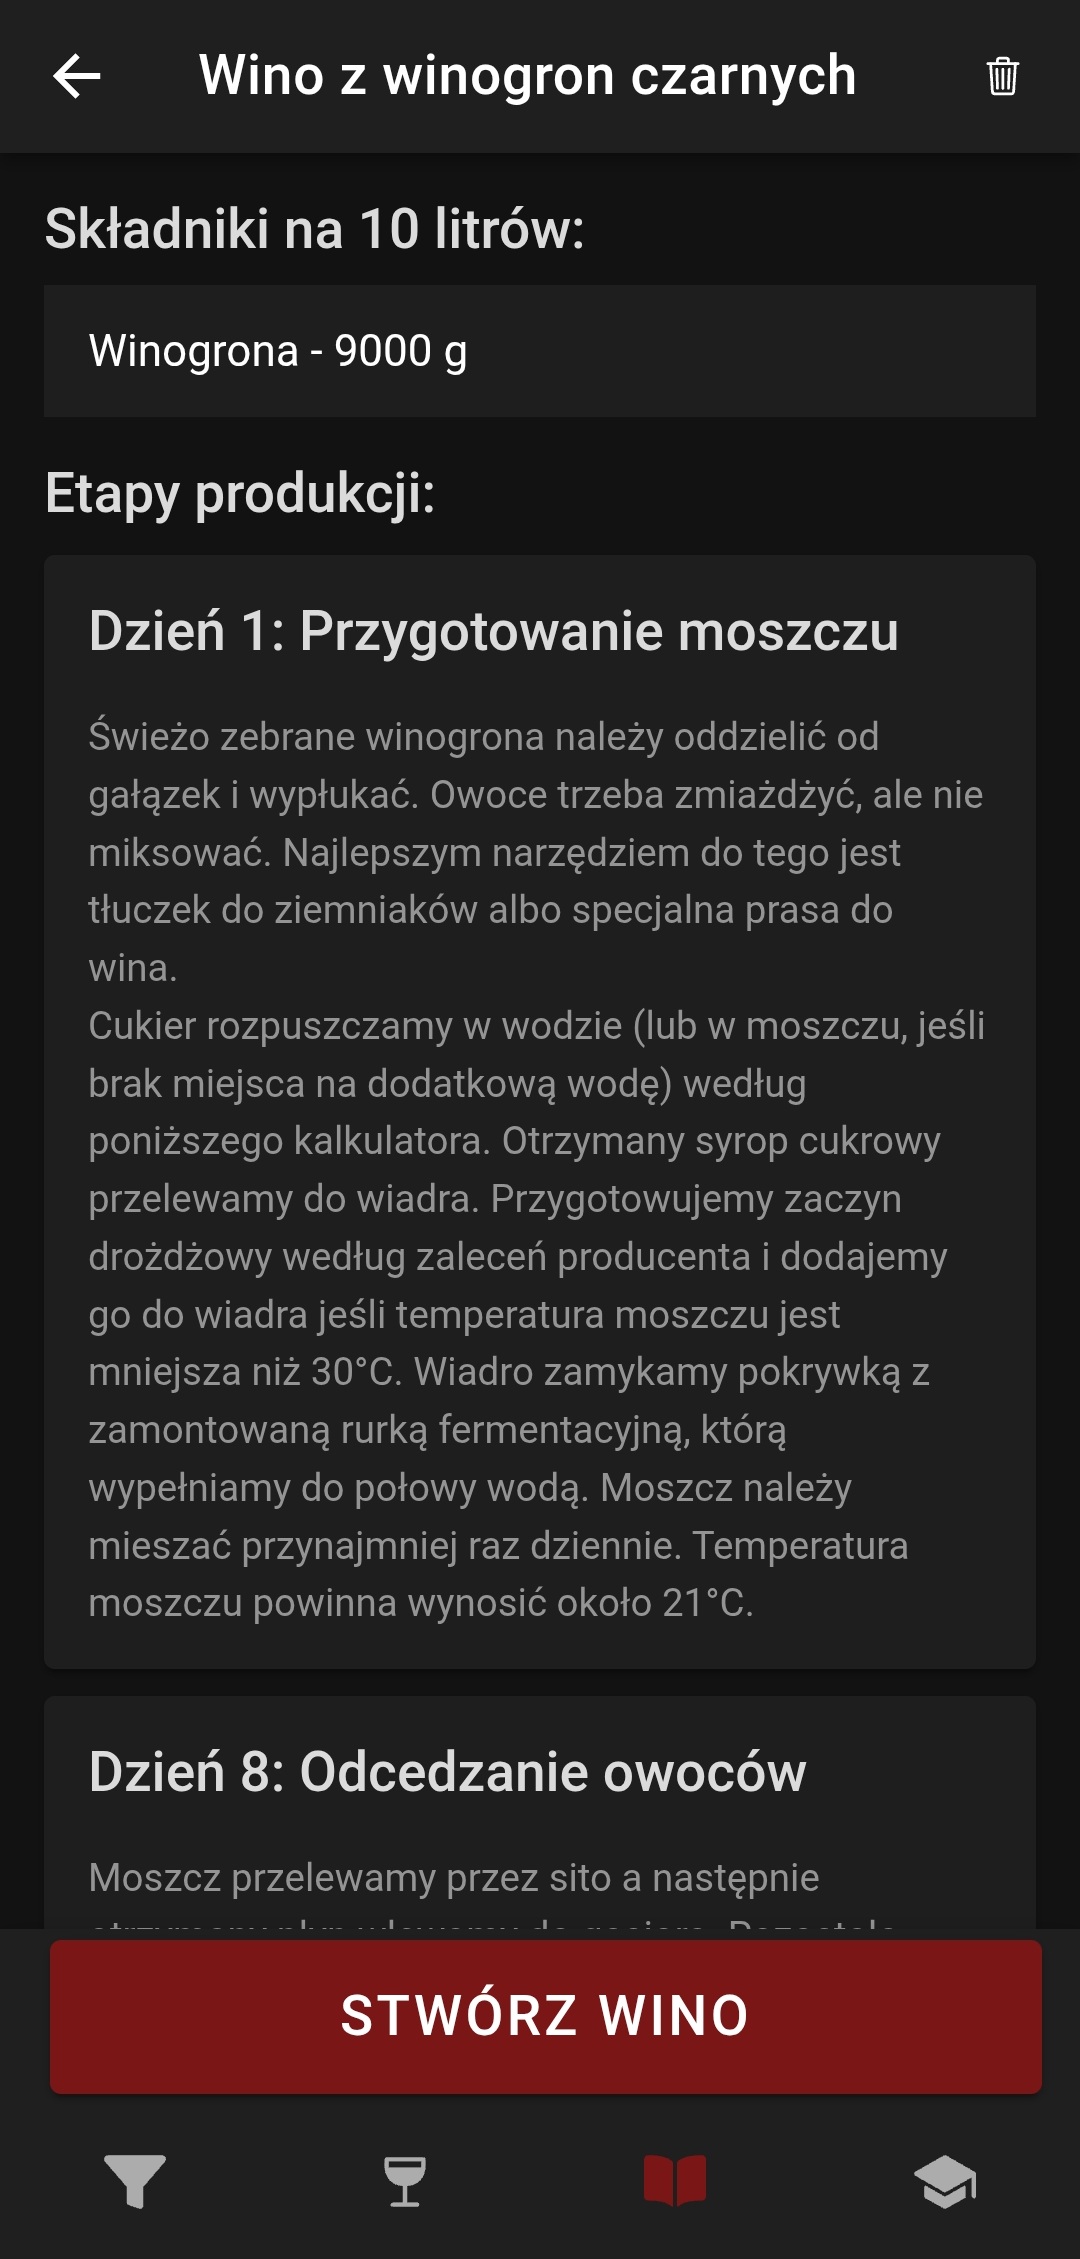 Wino z winogron czarnych
Składniki na 10 litrów:
Winogrona - 9000 g
Etapy produkcji:
Dzień 1: Przygotowanie moszczu
Świeżo zebrane winogrona należy oddzielić od
gałązek i wypłukać. Owoce trzeba zmiażdżyć, ale nie
miksować. Najlepszym narzędziem do tego jest
tłuczek do ziemniaków albo specjalna prasa do
wina.
Cukier rozpuszczamy w wodzie (lub w moszczu, jeśli
brak miejsca na dodatkową wodę) według
poniższego kalkulatora. Otrzymany syrop cukrowy
przelewamy do wiadra. Przygotowujemy zaczyn
drożdżowy według zaleceń producenta i dodajemy
go do wiadra jeśli temperatura moszczu jest
mniejsza niż 30°C. Wiadro zamykamy pokrywką z
zamontowaną rurką fermentacyjną, którą
wypełniamy do połowy wodą. Moszcz należy
mieszać przynajmniej raz dziennie. Temperatura
moszczu powinna wynosić około 21°C.
Dzień 8: Odcedzanie owoców
Moszcz przelewamy przez sito a następnie
STWÓRZ WINO